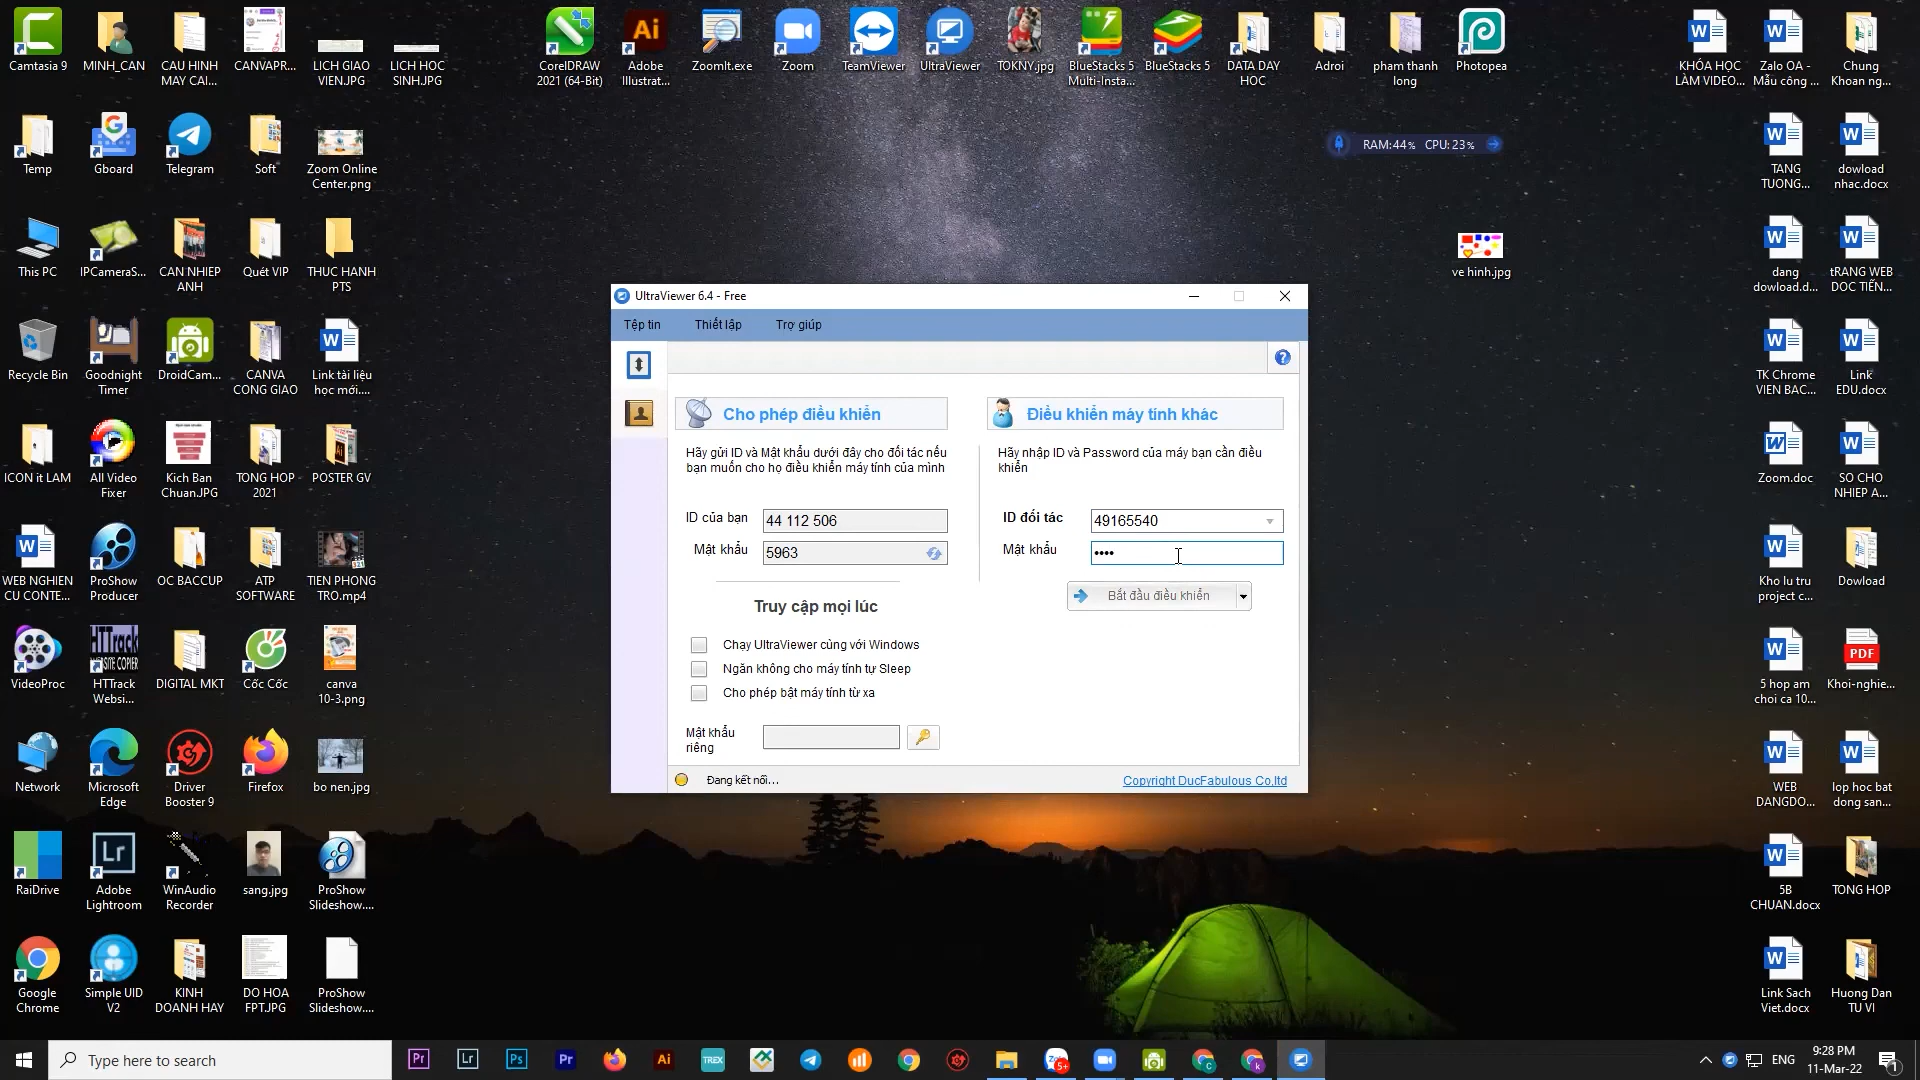 Camtasia 9
MINH_CAN
CAU HINH
MAY CAI...
CANVAPR...
LICH GIAO
VIEN.JPG
LICH HOC
SINH.JPG
CorelDRAW
2021 (64-Bit)
Adobe
Illustrat...
ZoomIt.exe
Zoom
TeamViewer
UltraViewer
TOKNY.jpg
BlueStacks 5
Multi-Insta...
BlueStacks 5
DATA DAY
HOC
Adroi
pham thanh
long
Photopea
KHÓA HỌC
LÀM VIDEO...
Zalo OA -
Mẫu công ...
Chung
Khoan ng...
Temp
Gboard
Telegram
Soft
Zoom Online
Center.png
RAM:44% CPU:23%
TANG
TUONG...
dowload
nhac.docx
This PC
IPCameraS...
CAN NHIEP
ANH
Quét VIP
THUC HANH
PTS
ve hinh.jpg
dang
dowload.d...
tRANG WEB
DOC TIẾN...
Recycle Bin
Goodnight
Timer
DroidCam...
CANVA
CONG GIAO
Link tài liệu
học mới....
TK Chrome
VIEN BAC...
Link
EDU.docx
ICON it LAM
All Video
Fixer
Kich Ban
Chuan.JPG
TONG HOP
2021
POSTER GV
Zoom.doc
SO CHO
NHIEP A...
WEB NGHIEN
CU CONTE...
ProShow
Producer
OC BACCUP
ATP
SOFTWARE
TIEN PHONG
TRO.mp4
Kho lu tru
project c...
Dowload
VideoProc
HTTrack
WEBSITE COPIER
HTTrack
Websi...
DIGITAL MKT
Cốc Cốc
canva
10-3.png
5 hop am
choi ca 10...
PDF
Khoi-nghie...
Network
Microsoft
Edge
Driver
Booster 9
Firefox
bo nen.jpg
WEB
DANGDO...
lop hoc bat
dong san...
RaiDrive
Adobe
Lightroom
WinAudio
Recorder
sang.jpg
ProShow
Slideshow....
5B
CHUAN.docx
TONG HOP
Google
Chrome
Simple UID
V2
KINH
DOANH HAY
DO HOA
FPT.JPG
ProShow
Slideshow....
Link Sach
Viet.docx
Huong Dan
TU VI
UltraViewer 6.4 - Free
Tệp tin Thiết lập Trợ giúp
Cho phép điều khiển
Hãy gửi ID và Mật khẩu dưới đây cho đối tác nếu
bạn muốn cho họ điều khiển máy tính của mình
ID của bạn 44 112 506
Mật khẩu 5963
Truy cập mọi lúc
Chạy UltraViewer cùng với Windows
Ngăn không cho máy tính tự Sleep
Cho phép bật máy tính từ xa
Mật khẩu
riêng
Điều khiển máy tính khác
Hãy nhập ID và Password của máy bạn cần điều
khiển
ID đối tác 49165540
Mật khẩu ••••
Bắt đầu điều khiển
Đang kết nối...
Copyright DucFabulous Co,ltd
Type here to search
Pr
Lr
Ps
Pr
Ai
TREX
5+
ENG
9:28 PM
11-Mar-22
1